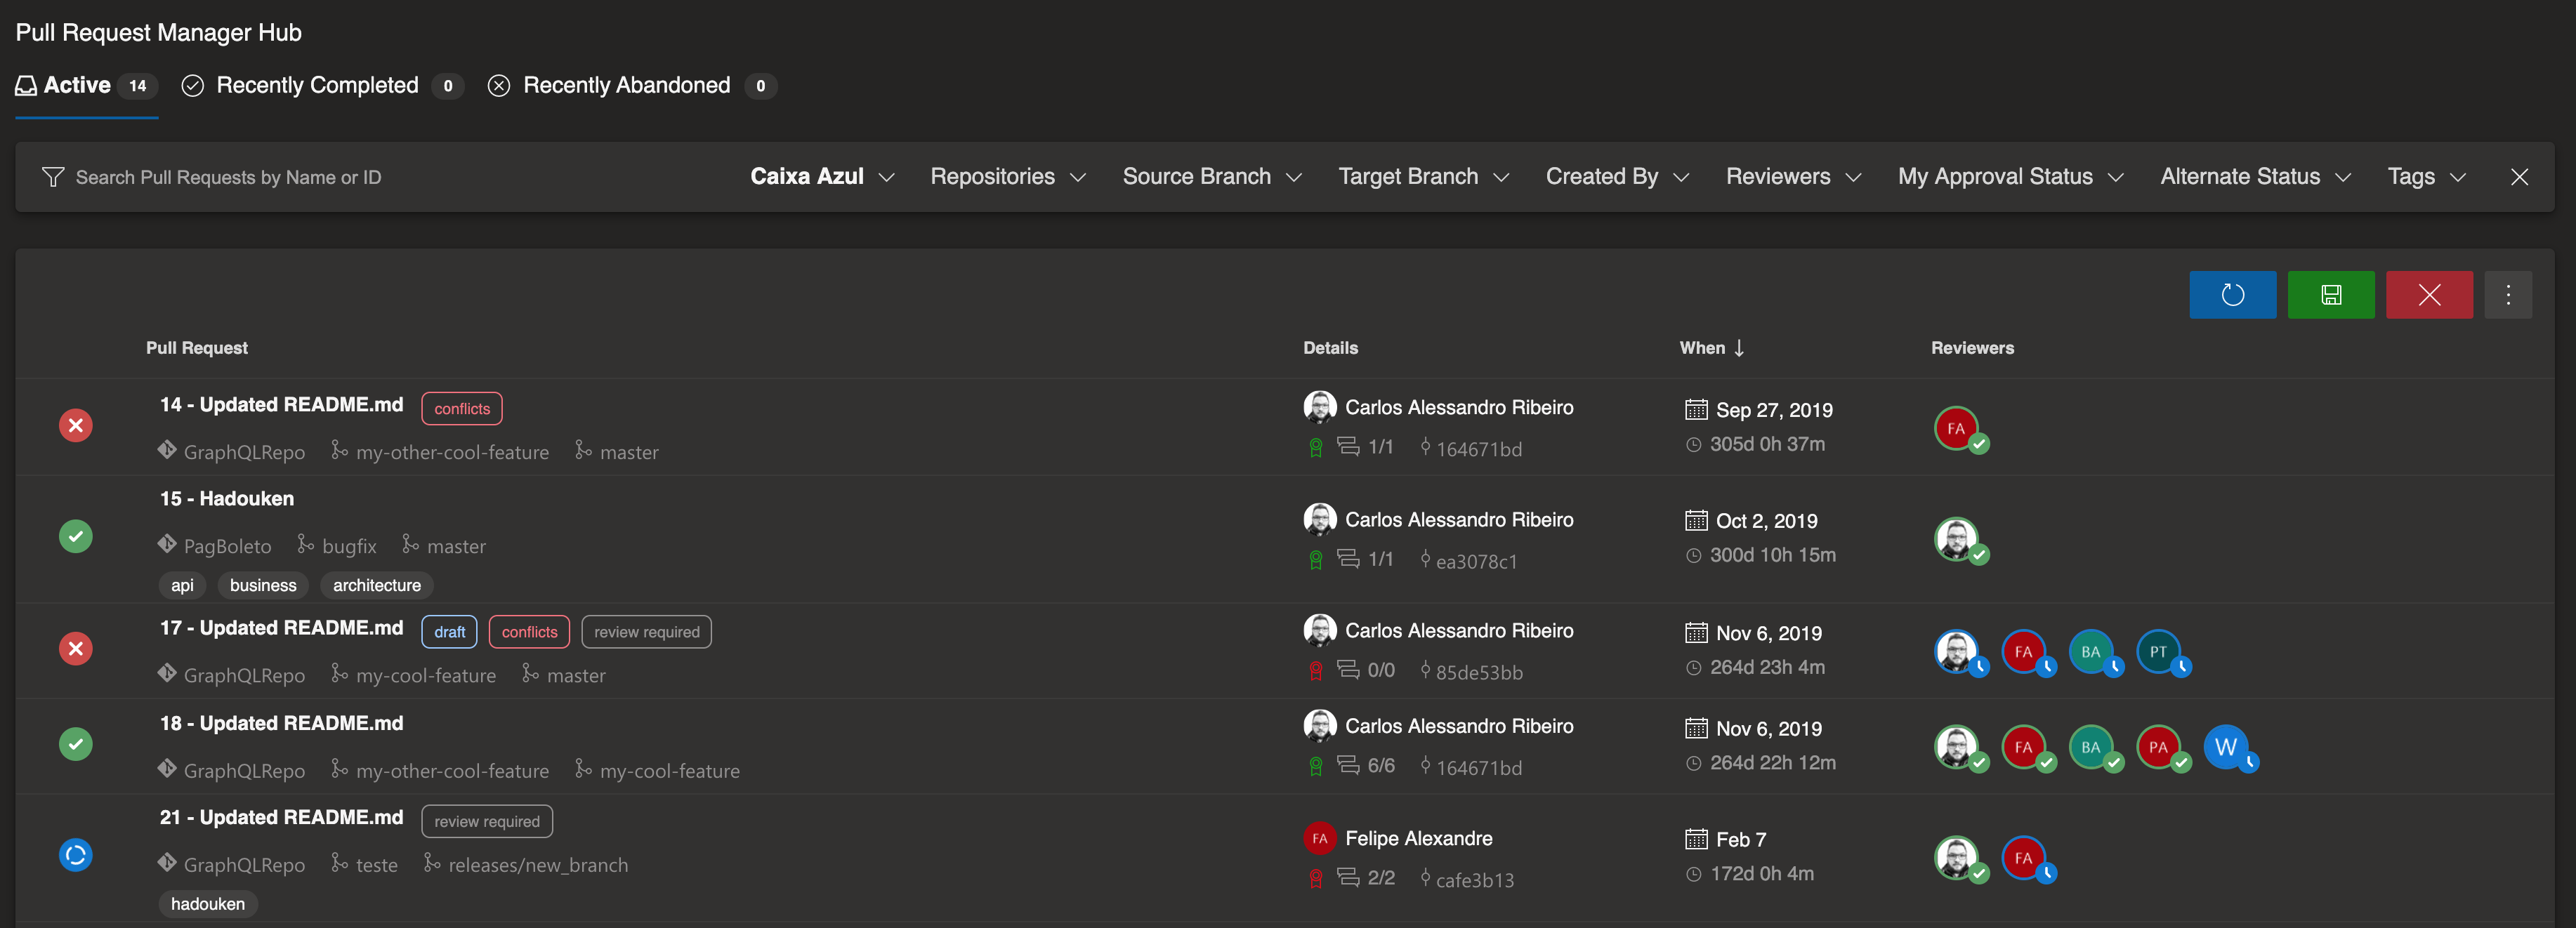 Pull Request Manager Hub
Active 14 Recently Completed 0 Recently Abandoned 0
Search Pull Requests by Name or ID Caixa Azul Repositories Source Branch Target Branch Created By Reviewers My Approval Status Alternate Status Tags
Pull Request Details When Reviewers
14 - Updated README.md conflicts Carlos Alessandro Ribeiro Sep 27, 2019 FA
GraphQLRepo my-other-cool-feature master 1/1 164671bd 305d 0h 37m
15 - Hadouken Carlos Alessandro Ribeiro Oct 2, 2019
PagBoleto bugfix master 1/1 ea3078c1 300d 10h 15m
api business architecture
17 - Updated README.md draft conflicts review required Carlos Alessandro Ribeiro Nov 6, 2019 FA BA PT
GraphQLRepo my-cool-feature master 0/0 85de53bb 264d 23h 4m
18 - Updated README.md Carlos Alessandro Ribeiro Nov 6, 2019 FA BA PA W
GraphQLRepo my-other-cool-feature my-cool-feature 6/6 164671bd 264d 22h 12m
21 - Updated README.md review required FA Felipe Alexandre Feb 7 FA
GraphQLRepo teste releases/new_branch 2/2 cafe3b13 172d 0h 4m
hadouken